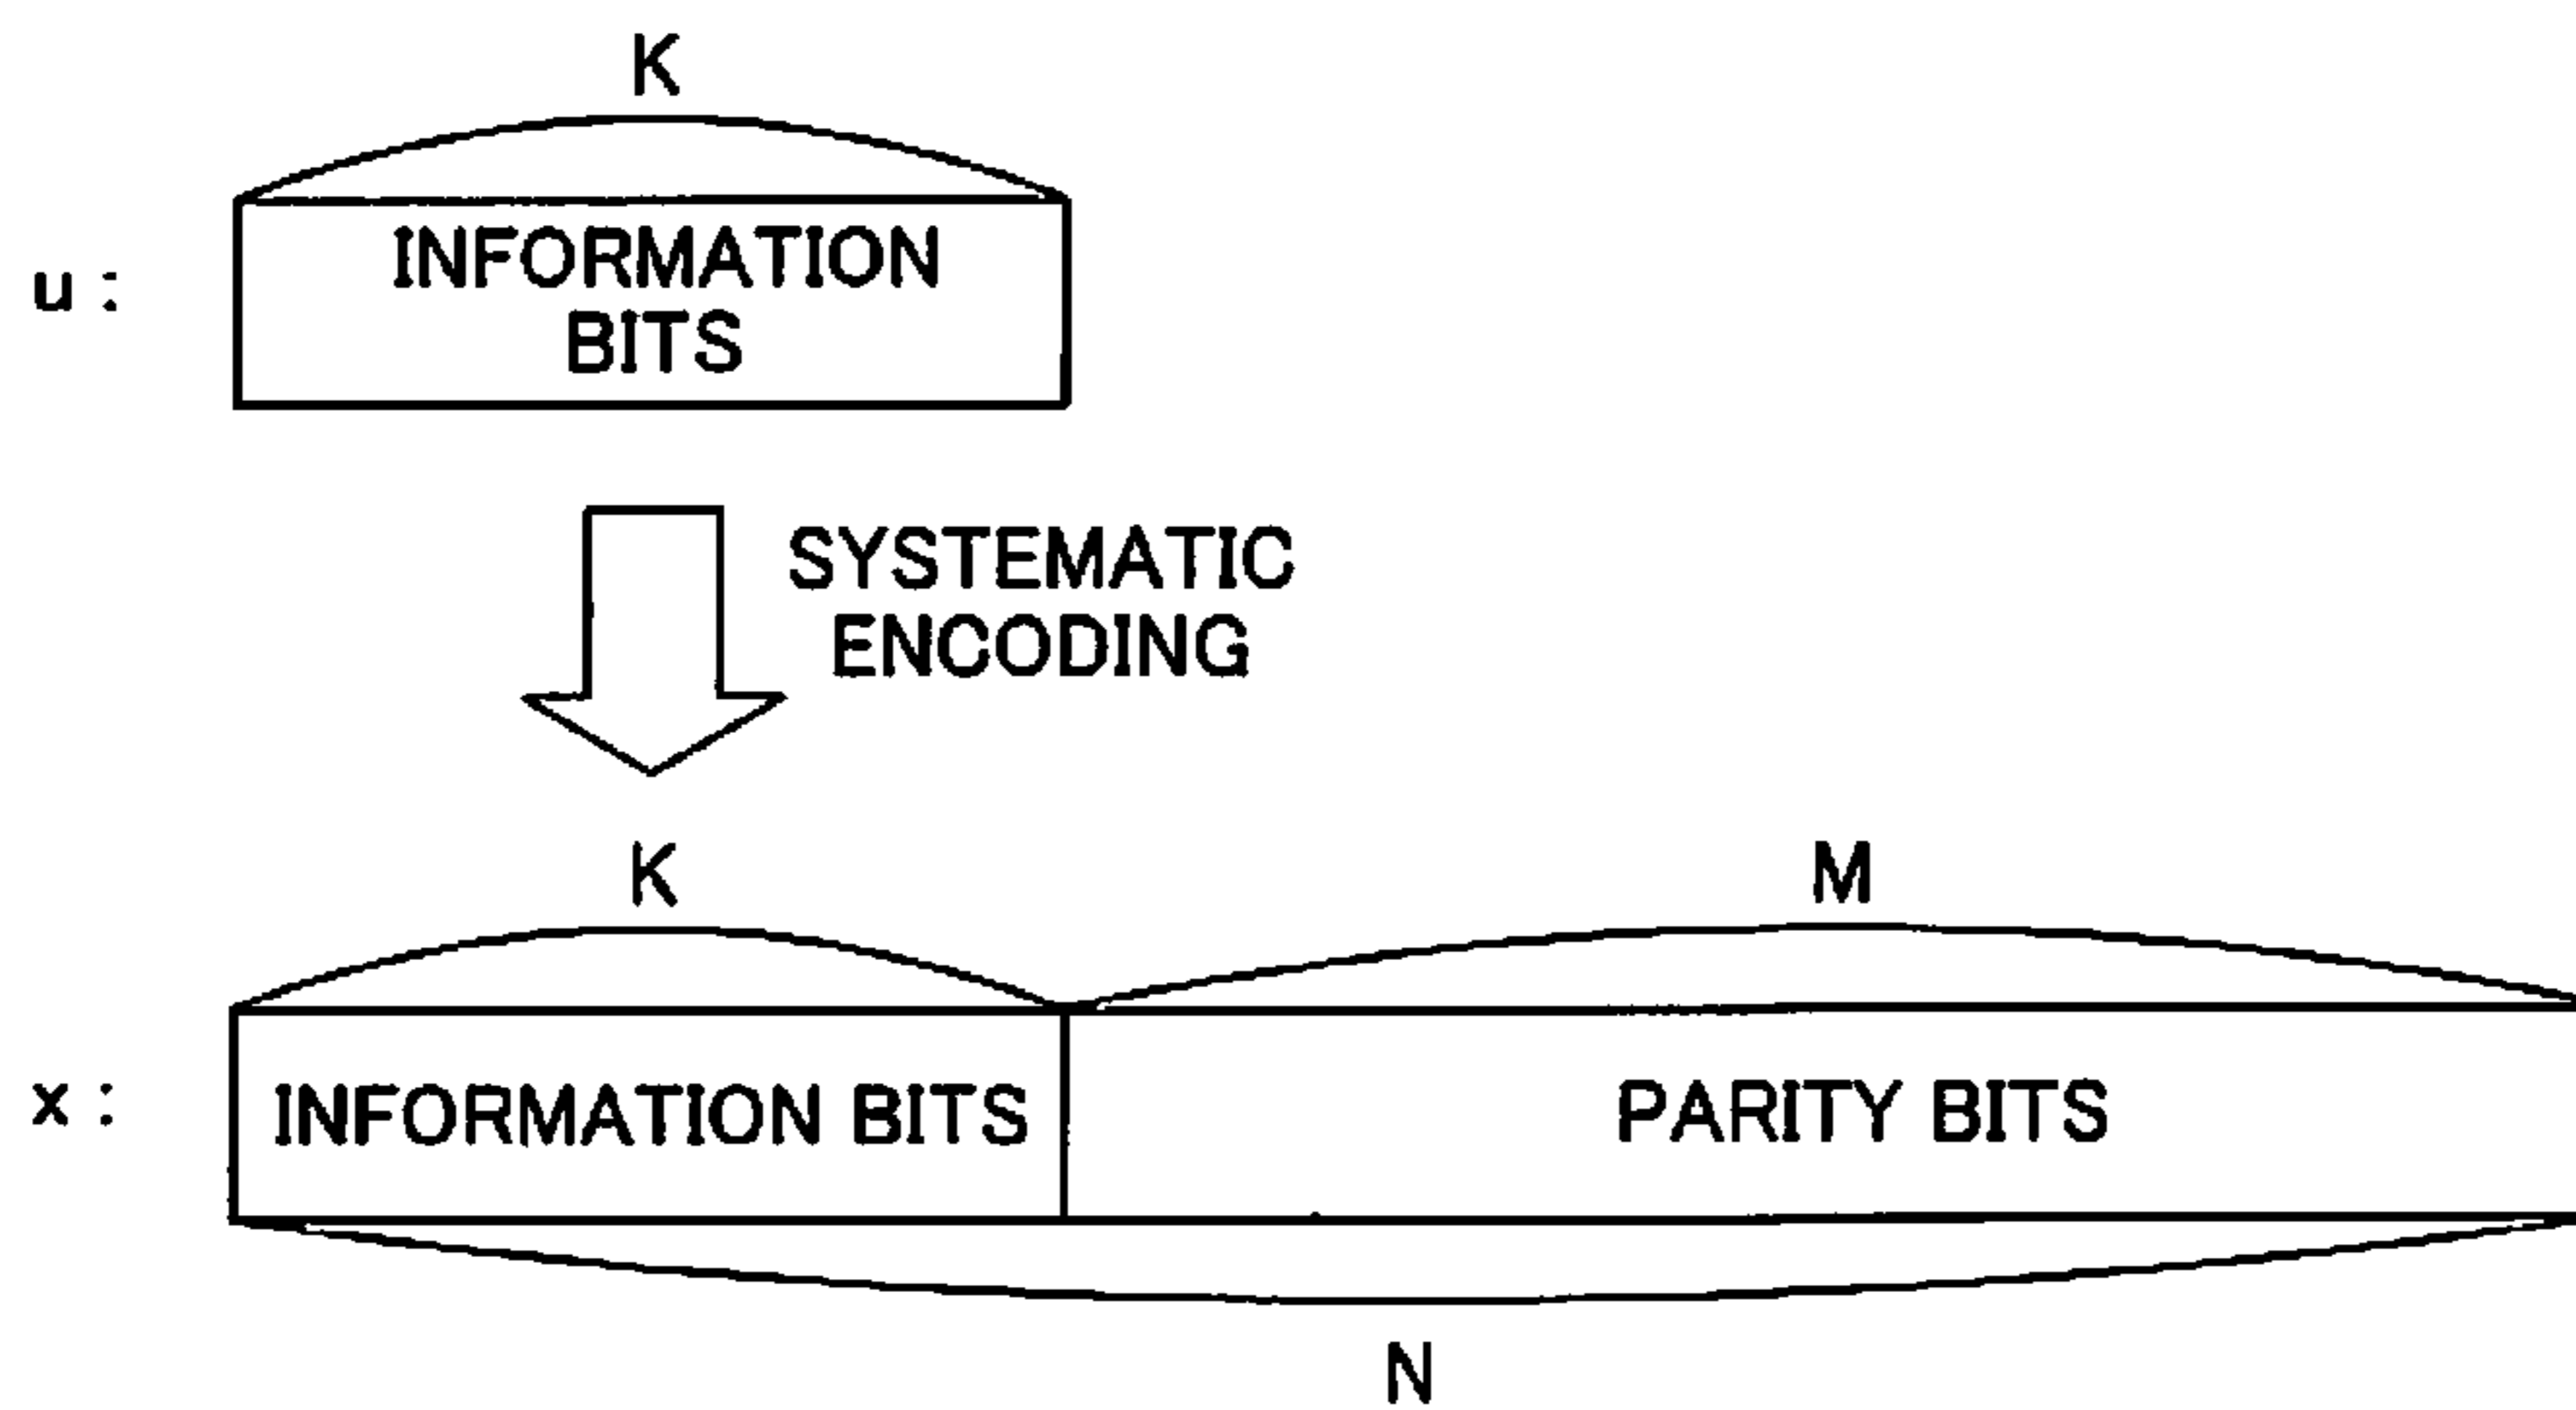 K
INFORMATION
BITS
u :
SYSTEMATIC
ENCODING
K
M
x :
INFORMATION BITS
PARITY BITS
N